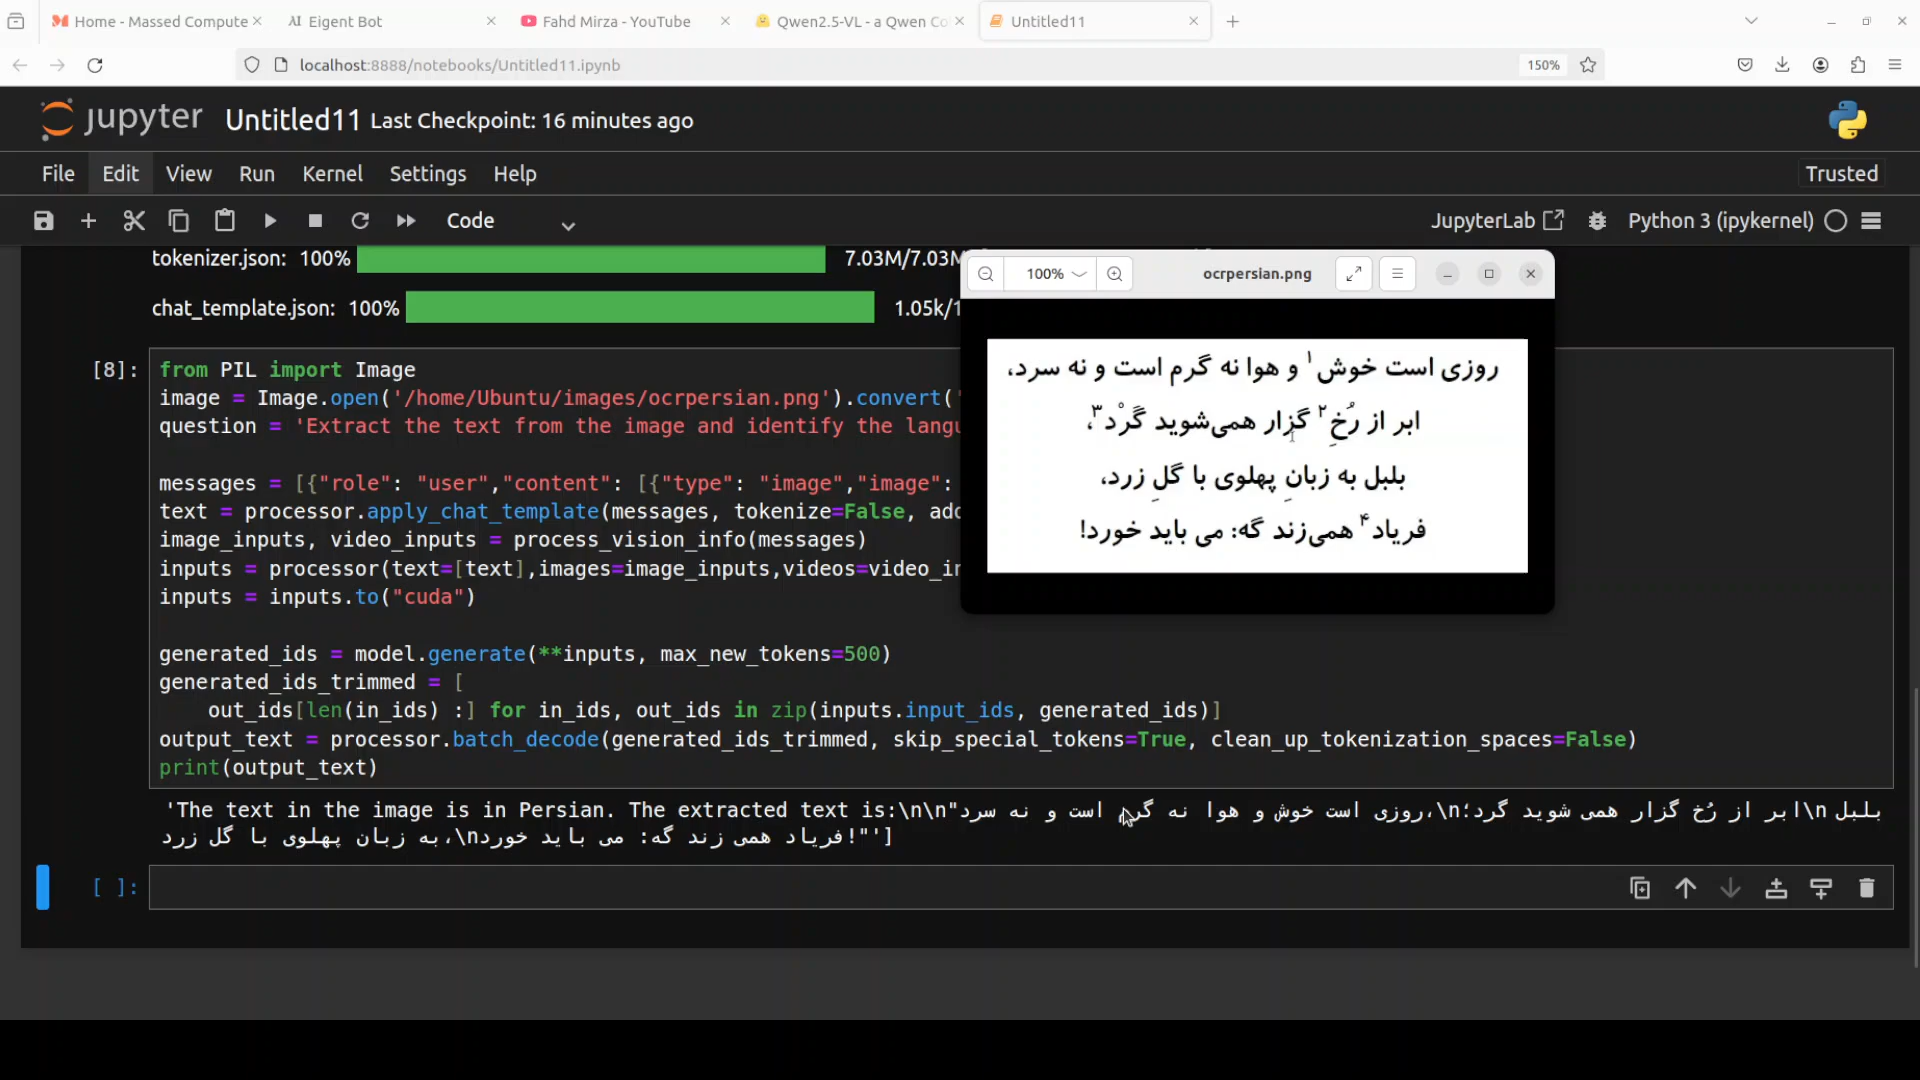 Home - Massed Compute
Eigent Bot
Fahd Mirza - YouTube
Qwen2.5-VL - a Qwen Co
Untitled11
localhost:8888/notebooks/Untitled11.ipynb
150%
jupyter Untitled11 Last Checkpoint: 16 minutes ago
File Edit View Run Kernel Settings Help
Trusted
Code
JupyterLab
Python 3 (ipykernel)
tokenizer.json: 100% 7.03M/7.03M
chat_template.json: 100% 1.05k/1
100%
ocrpersian.png
روزی است خوش۱ و هوا نه گرم است و نه سرد،
ابر از رُخِ۲ گزار همی‌شوید گَرْد۳،
بلبل به زبانِ پهلوی با گلِ زرد،
فریاد۴ همی‌زند گه: می باید خورد!
[8]:
from PIL import Image
image = Image.open('/home/Ubuntu/images/ocrpersian.png').convert('
question = 'Extract the text from the image and identify the langu
messages = [{"role": "user","content": [{"type": "image","image":
text = processor.apply_chat_template(messages, tokenize=False, add
image_inputs, video_inputs = process_vision_info(messages)
inputs = processor(text=[text],images=image_inputs,videos=video_in
inputs = inputs.to("cuda")
generated_ids = model.generate(**inputs, max_new_tokens=500)
generated_ids_trimmed = [
out_ids[len(in_ids) :] for in_ids, out_ids in zip(inputs.input_ids, generated_ids)]
output_text = processor.batch_decode(generated_ids_trimmed, skip_special_tokens=True, clean_up_tokenization_spaces=False)
print(output_text)
'The text in the image is in Persian. The extracted text is:\n\n"روزی است خوش و هوا نه گرم است و نه سرد،\nابر از رُخ گزار همی شوید گرد؛\nبلبل
به زبان پهلوی با گل زرد،\nفریاد همی زند گه: می باید خورد!"']
[ ]: